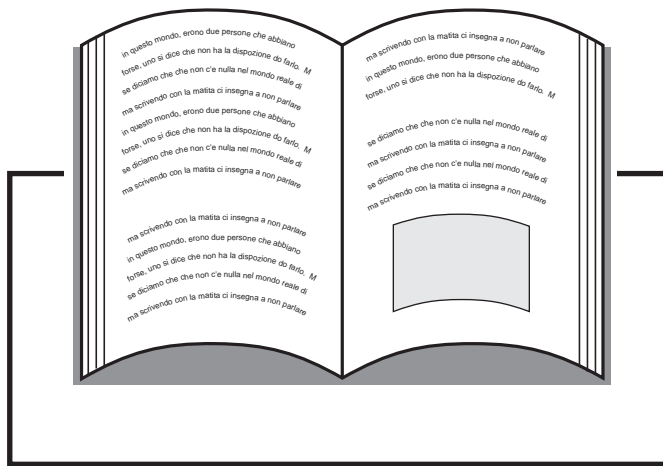 in questo mondo, erono due persone che abbiano
forse, uno si dice che non ha la dispozione do farlo. M
se diciamo che che non c'e nulla nel mondo reale di
ma scrivendo con la matita ci insegna a non parlare
in questo mondo, erono due persone che abbiano
forse, uno si dice che non ha la dispozione do farlo. M
se diciamo che che non c'e nulla nel mondo reale di
ma scrivendo con la matita ci insegna a non parlare
ma scrivendo con la matita ci insegna a non parlare
in questo mondo, erono due persone che abbiano
forse, uno si dice che non ha la dispozione do farlo. M
se diciamo che che non c'e nulla nel mondo reale di
ma scrivendo con la matita ci insegna a non parlare
ma scrivendo con la matita ci insegna a non parlare
in questo mondo, erono due persone che abbiano
forse, uno si dice che non ha la dispozione do farlo. M
se diciamo che che non c'e nulla nel mondo reale di
ma scrivendo con la matita ci insegna a non parlare
se diciamo che che non c'e nulla nel mondo reale di
ma scrivendo con la matita ci insegna a non parlare